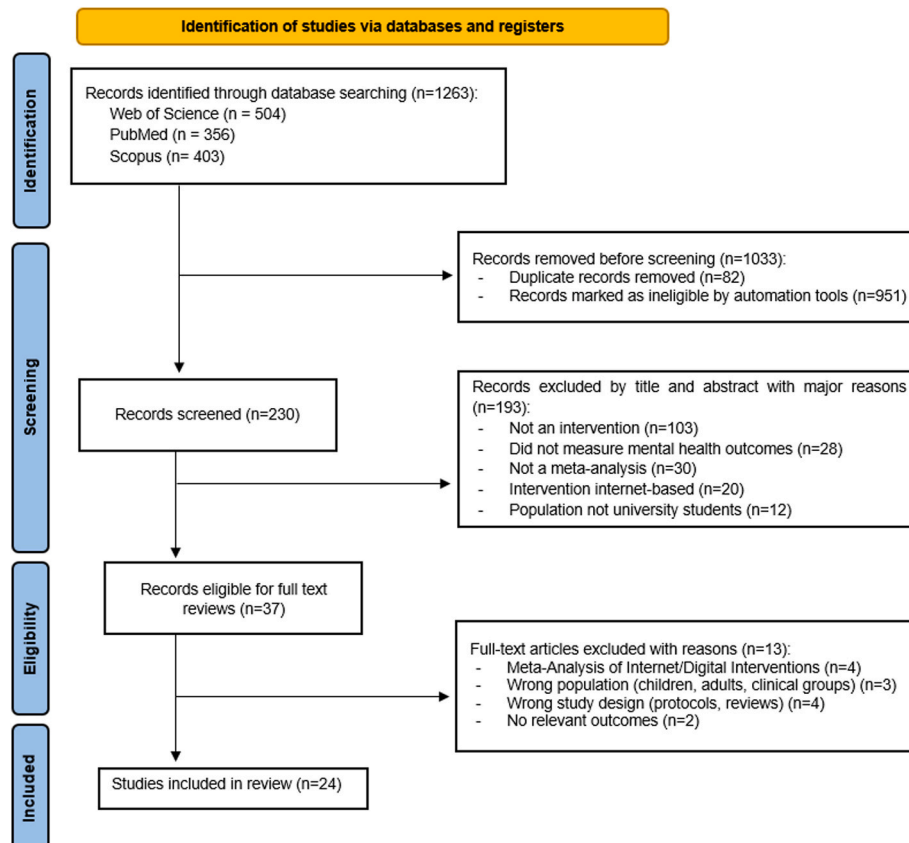 Identification of studies via databases and registers
Identification
Records identified through database searching (n=1263):
Web of Science (n = 504)
PubMed (n = 356)
Scopus (n= 403)
Screening
Records removed before screening (n=1033):
- Duplicate records removed (n=82)
- Records marked as ineligible by automation tools (n=951)
Records screened (n=230)
Records excluded by title and abstract with major reasons
(n=193):
- Not an intervention (n=103)
- Did not measure mental health outcomes (n=28)
- Not a meta-analysis (n=30)
- Intervention internet-based (n=20)
- Population not university students (n=12)
Eligibility
Records eligible for full text
reviews (n=37)
Full-text articles excluded with reasons (n=13):
- Meta-Analysis of Internet/Digital Interventions (n=4)
- Wrong population (children, adults, clinical groups) (n=3)
- Wrong study design (protocols, reviews) (n=4)
- No relevant outcomes (n=2)
Included
Studies included in review (n=24)